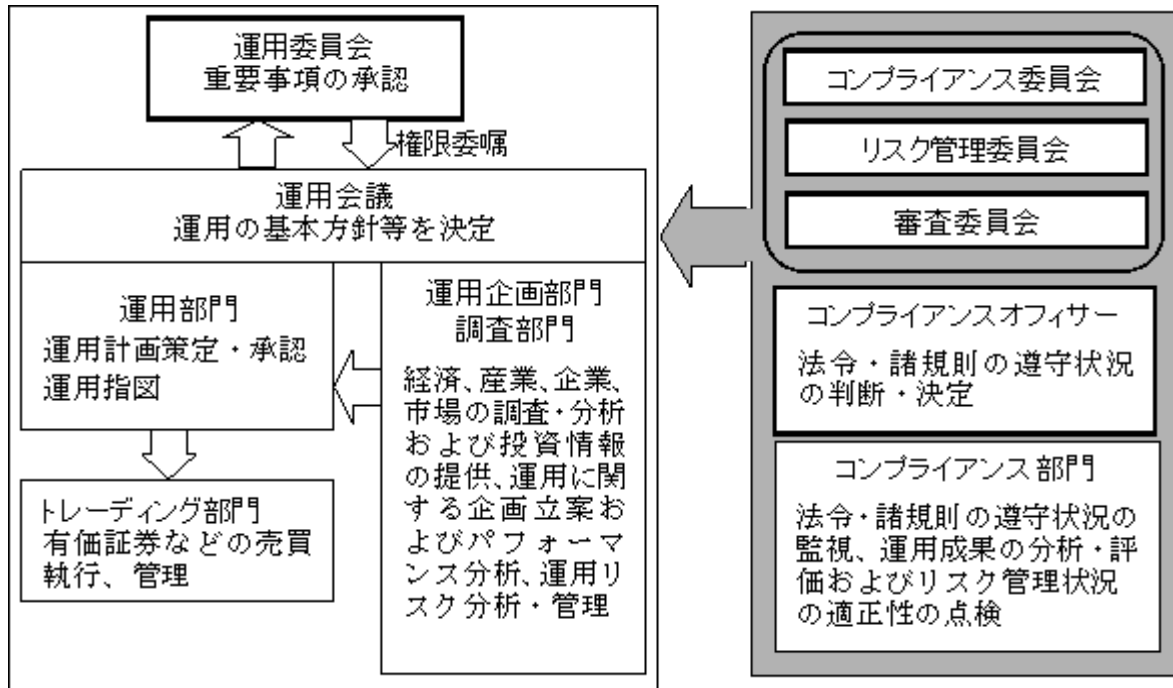 運用委員会
重要事項の承認
権限委嘱
運用会議
運用の基本方針等を決定
運用部門
運用計画策定・承認
運用指図
トレーディング部門
有価証券などの売買
執行、管理
運用企画部門
調査部門
経済、産業、企業、
市場の調査・分析
および投資情報
の提供、運用に関
する企画立案お
よびパフォーマ
ンス分析、運用リ
スク分析・管理
コンプライアンス委員会
リスク管理委員会
審査委員会
コンプライアンスオフィサー
法令・諸規則の遵守状況
の判断・決定
コンプライアンス部門
法令・諸規則の遵守状況の
監視、運用成果の分析・評
価およびリスク管理状況
の適正性の点検